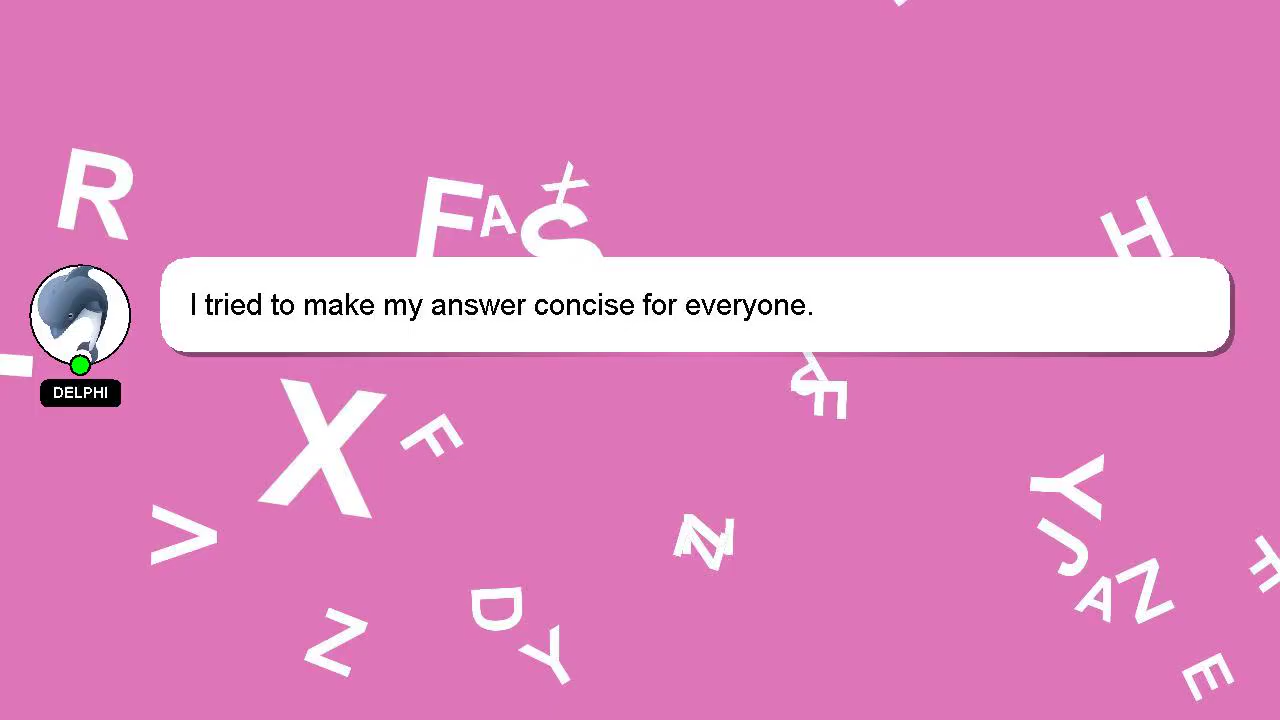 I tried to make my answer concise for everyone.
DELPHI
R
F
A
S
X
H
F
X
F
Y
J
A
Z
V
N
Z
D
Y
Z
F
E